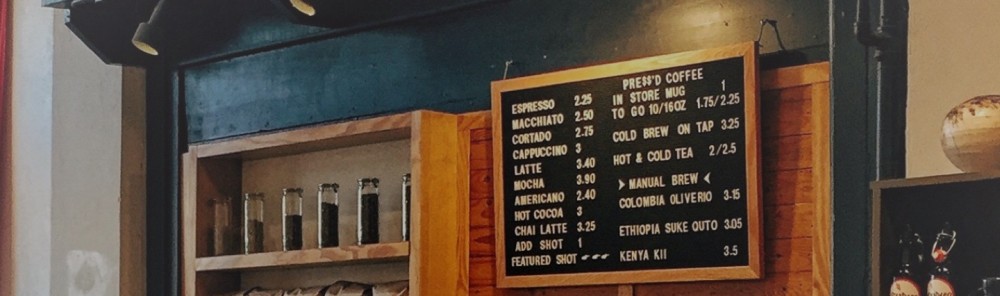 ESPRESSO 2.25
MACCHIATO 2.50
CORTADO 2.75
CAPPUCCINO 3
LATTE 3.40
MOCHA 3.90
AMERICANO 2.40
HOT COCOA 3
CHAI LATTE 3.25
ADD SHOT 1
FEATURED SHOT
PRE$$'D COFFEE
IN STORE MUG 1
TO GO 10/16OZ 1.75/2.25
COLD BREW ON TAP 3.25
HOT & COLD TEA 2/2.5
MANUAL BREW
COLOMBIA OLIVERIO 3.15
ETHIOPIA SUKE QUTO 3.05
KENYA KII 3.5